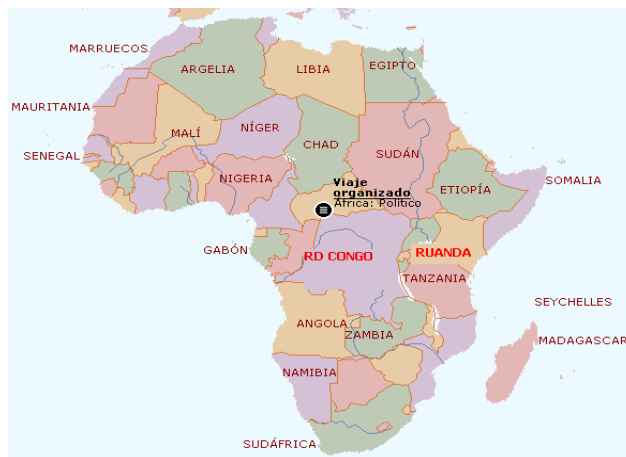 MARRUECOS
ARGELIA
LIBIA
EGIPTO
MAURITANIA
MALÍ
NÍGER
CHAD
SUDÁN
SENEGAL
NIGERIA
Viaje
organizado
África: Político
ETIOPÍA
SOMALIA
GABÓN
RD CONGO
RUANDA
TANZANIA
SEYCHELLES
ANGOLA
ZAMBIA
MADAGASCAR
NAMIBIA
SUDÁFRICA